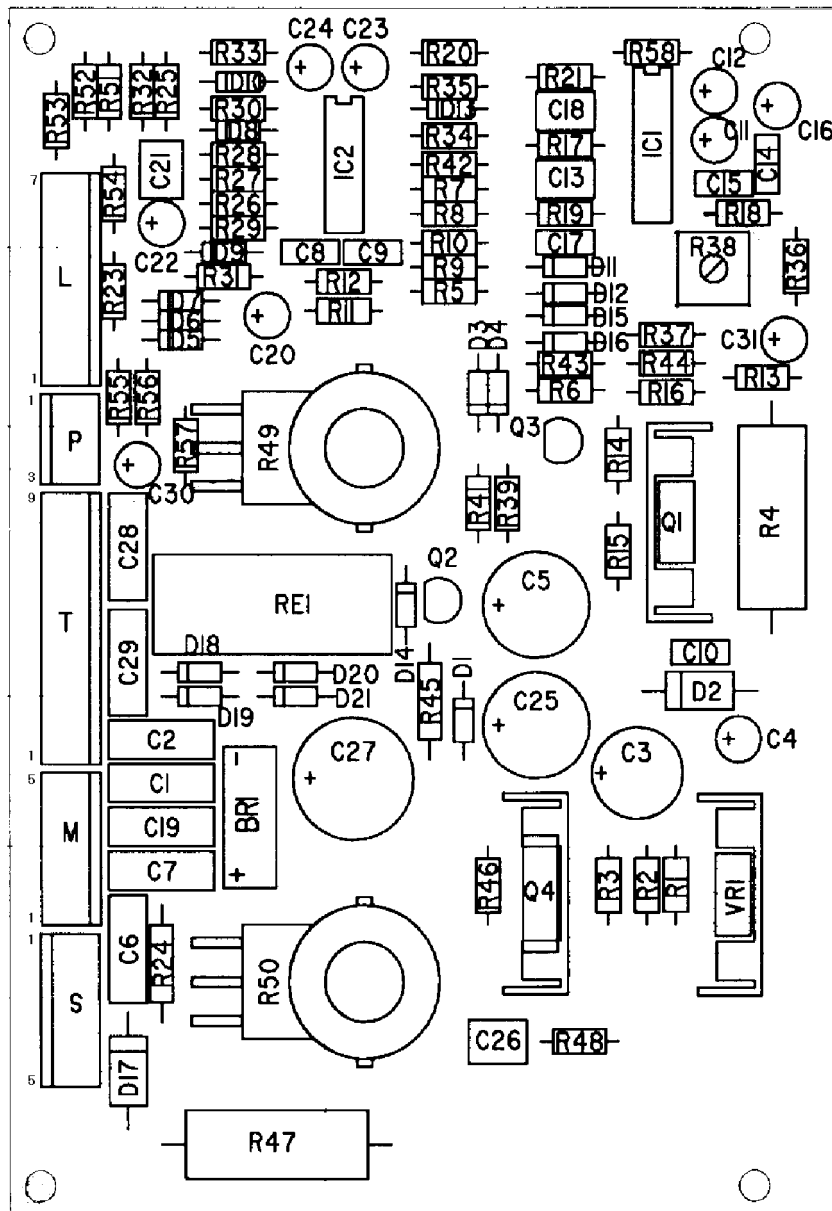 C24 C23
R33 R20 R58
C12
R53 R52 R51 R32 R25
D10 R35 R21
R30 D13 C18 C11 C16
D8 R34 IC2 IC1
R28 R42 R17 C14
C21 R27 R7 C13 C15
7
R54 R26 R8 R19 R18
R29
C22 D9 C8 C9 R10 C17 R38 R36
L R23 R31 R12 R9 D11
D7 R5 D12
D6 R11 D15
D5 C20 D3 D4 D16 R37 C31
R43 R44 R13
1 R55 R56 R6 R16
1
P R57 R49 Q3 R14
3 C30
9 C28 R41 R39 R15 Q1 R4
RE1 Q2 C5
T C29 D18 D14 C10
D20 R45 D1 D2
D19 D21 C25
1 C2 C27 C3 C4
5 C1 − BR1 +
M C19
C7 R46 Q4 R3 R2 R1 VR1
1
1 C6 R24
S R50
5 D17 C26 R48
R47